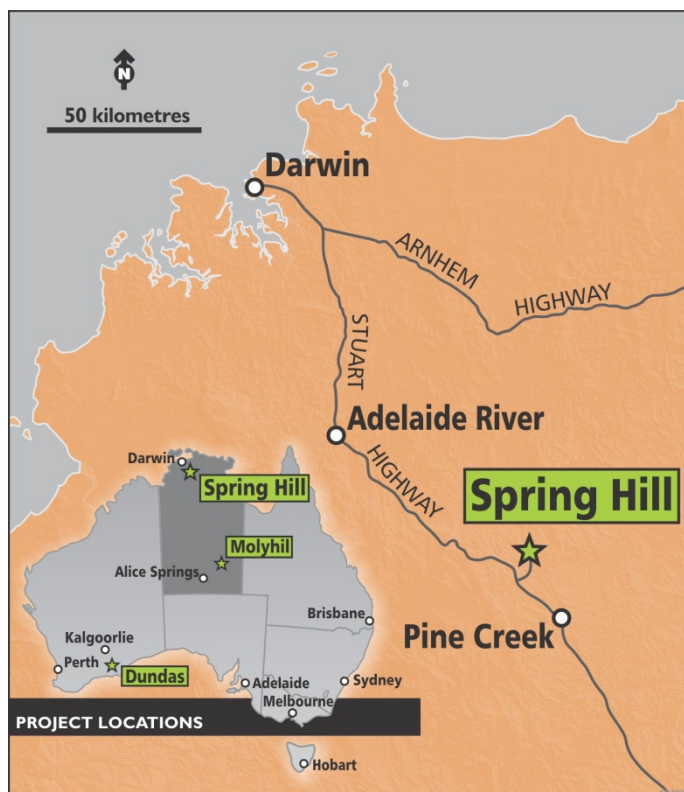 N
50 kilometres
Darwin
ARNHEM
HIGHWAY
STUART
Adelaide River
HIGHWAY
Spring Hill
Pine Creek
Darwin
Spring Hill
Molyhil
Alice Springs
Brisbane
Kalgoorlie
Perth
Dundas
Adelaide
Sydney
Melbourne
PROJECT LOCATIONS
Hobart